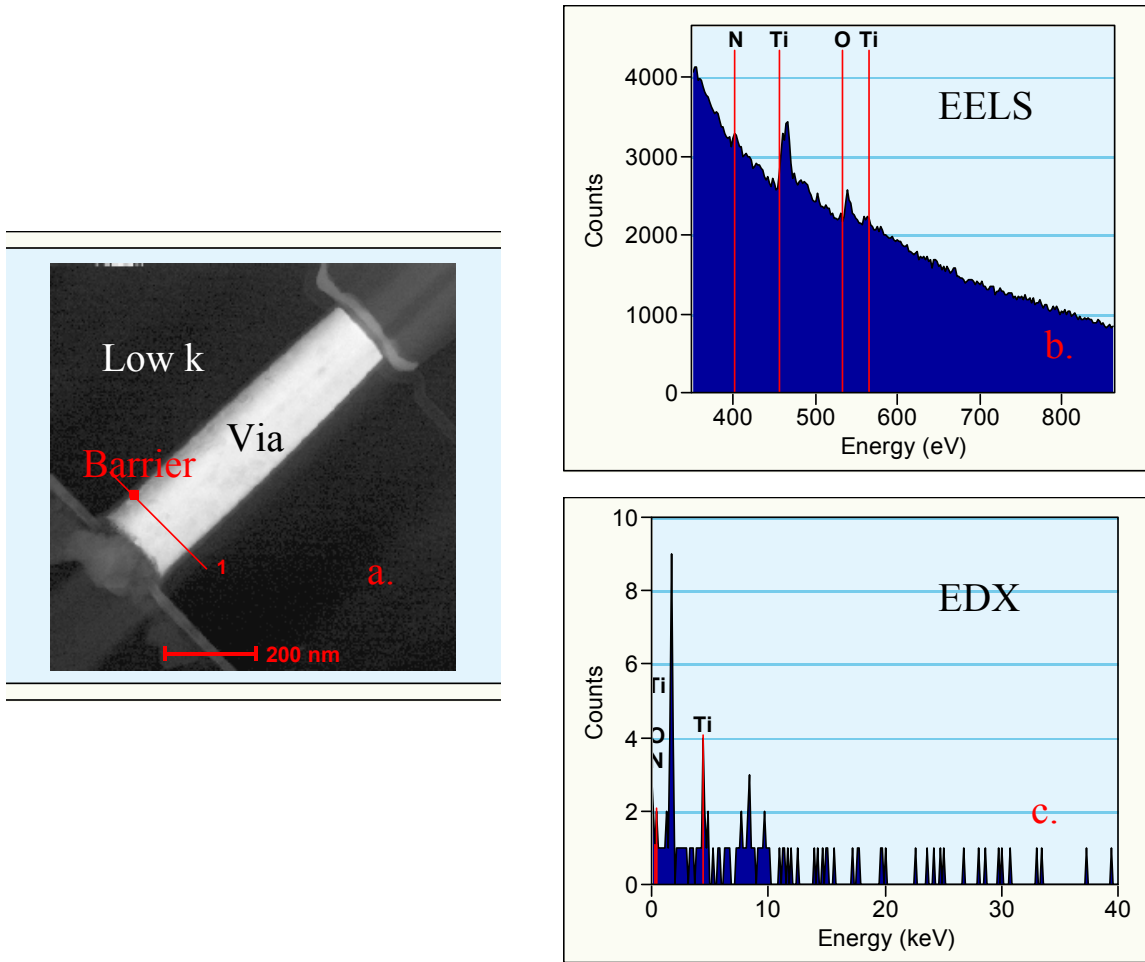 Low k
Via
Barrier
1
a.
200 nm
N Ti O Ti
4000
3000
2000
1000
0
Counts
EELS
b.
400 500 600 700 800
Energy (eV)
10
8
6
4
2
0
Counts
EDX
Ti
O
N
Ti
c.
0 10 20 30 40
Energy (keV)